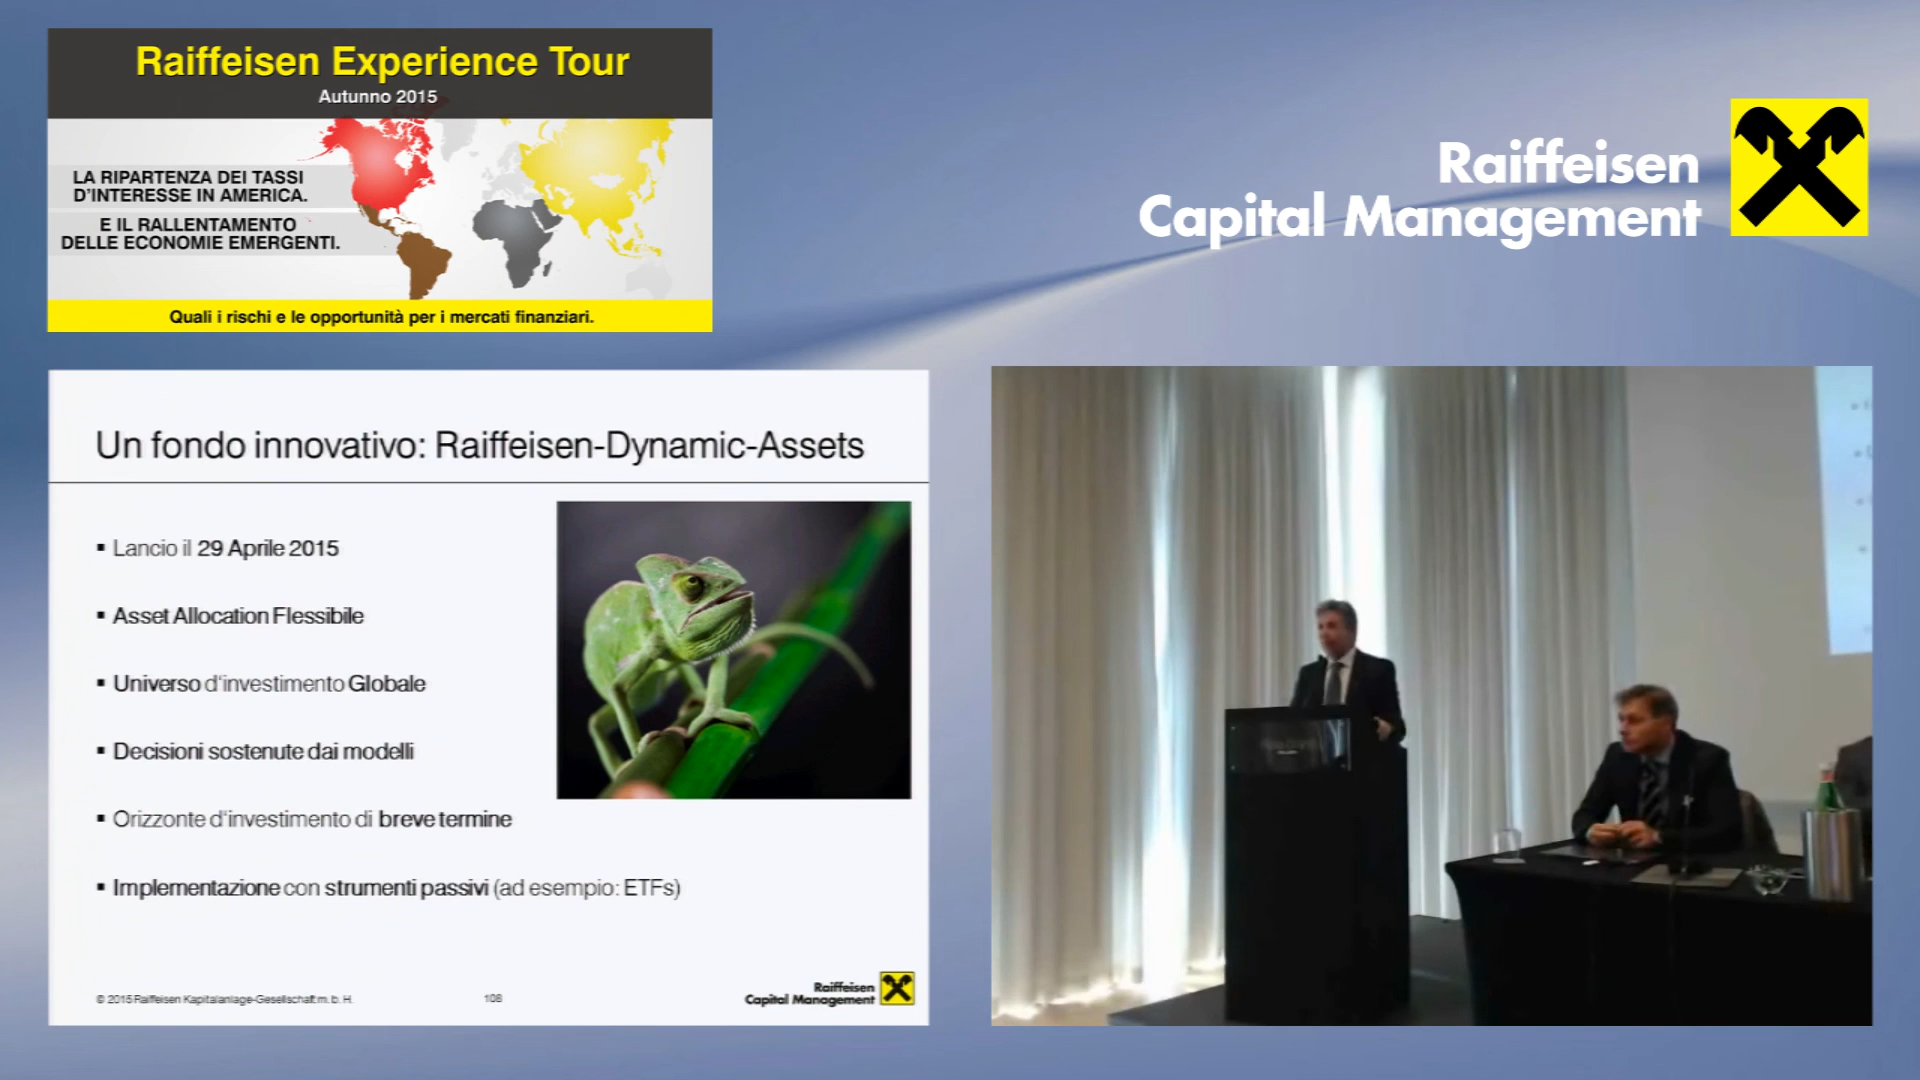 Raiffeisen Experience Tour
Autunno 2015
LA RIPARTENZA DEI TASSI
D'INTERESSE IN AMERICA.
E IL RALLENTAMENTO
DELLE ECONOMIE EMERGENTI.
Quali i rischi e le opportunità per i mercati finanziari.
Raiffeisen
Capital Management
Un fondo innovativo: Raiffeisen-Dynamic-Assets
▪ Lancio il 29 Aprile 2015
▪ Asset Allocation Flessibile
▪ Universo d'investimento Globale
▪ Decisioni sostenute dai modelli
▪ Orizzonte d'investimento di breve termine
▪ Implementazione con strumenti passivi (ad esempio: ETFs)
© 2015 Raiffeisen Kapitalanlage-Gesellschaft m. b. H.
108
Raiffeisen
Capital Management